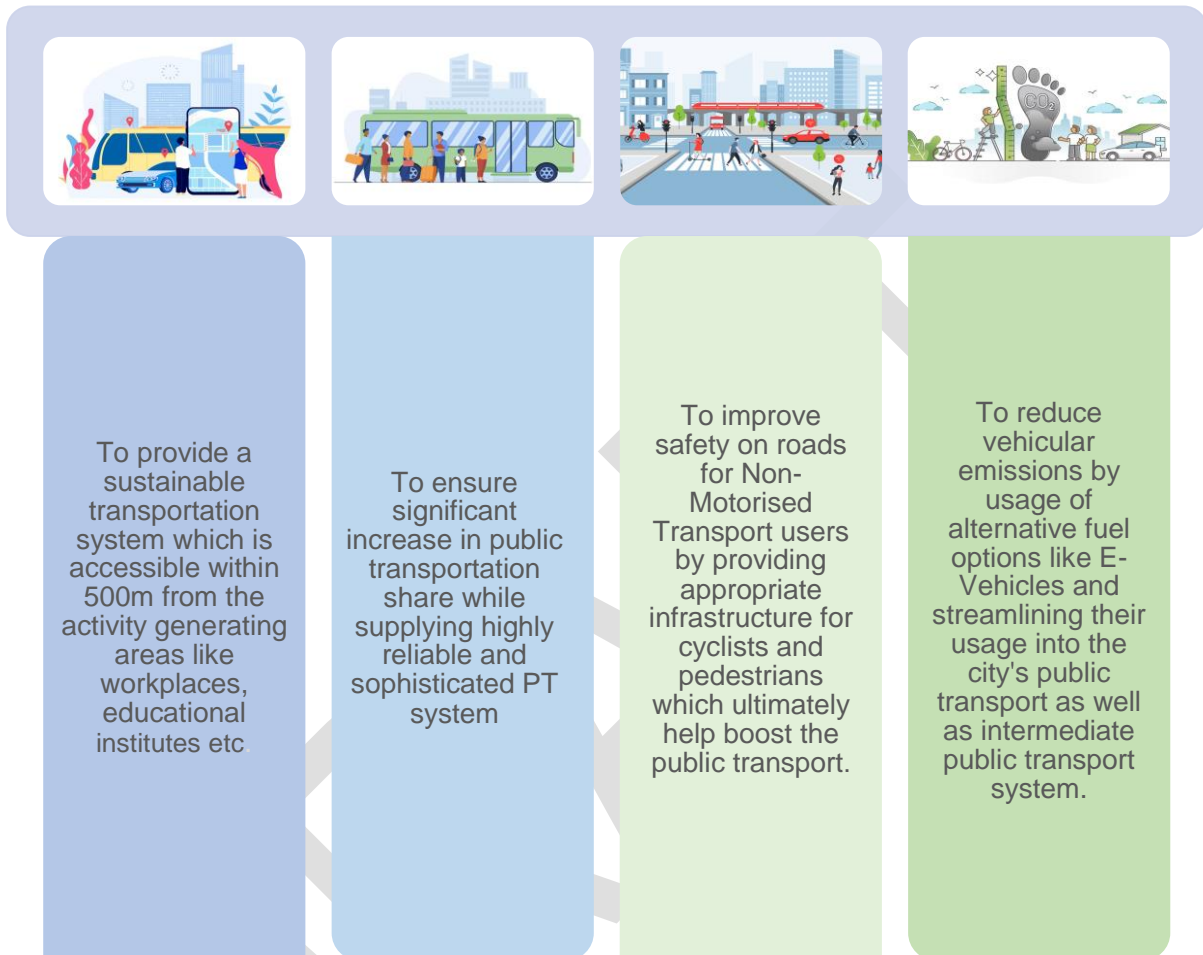 CO2
To provide a
sustainable
transportation
system which is
accessible within
500m from the
activity generating
areas like
workplaces,
educational
institutes etc.
To ensure
significant
increase in public
transportation
share while
supplying highly
reliable and
sophisticated PT
system
To improve
safety on roads
for Non-
Motorised
Transport users
by providing
appropriate
infrastructure for
cyclists and
pedestrians
which ultimately
help boost the
public transport.
To reduce
vehicular
emissions by
usage of
alternative fuel
options like E-
Vehicles and
streamlining their
usage into the
city's public
transport as well
as intermediate
public transport
system.